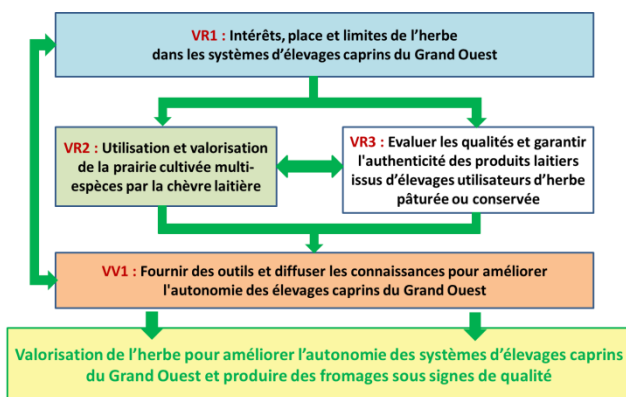 VR1 : Intérêts, place et limites de l'herbe
dans les systèmes d'élevages caprins du Grand Ouest
VR2 : Utilisation et valorisation
de la prairie cultivée multi-
espèces par la chèvre laitière
VR3 : Evaluer les qualités et garantir
l'authenticité des produits laitiers
issus d'élevages utilisateurs d'herbe
pâturée ou conservée
VV1 : Fournir des outils et diffuser les connaissances pour améliorer
l'autonomie des élevages caprins du Grand Ouest
Valorisation de l'herbe pour améliorer l'autonomie des systèmes d'élevages caprins
du Grand Ouest et produire des fromages sous signes de qualité